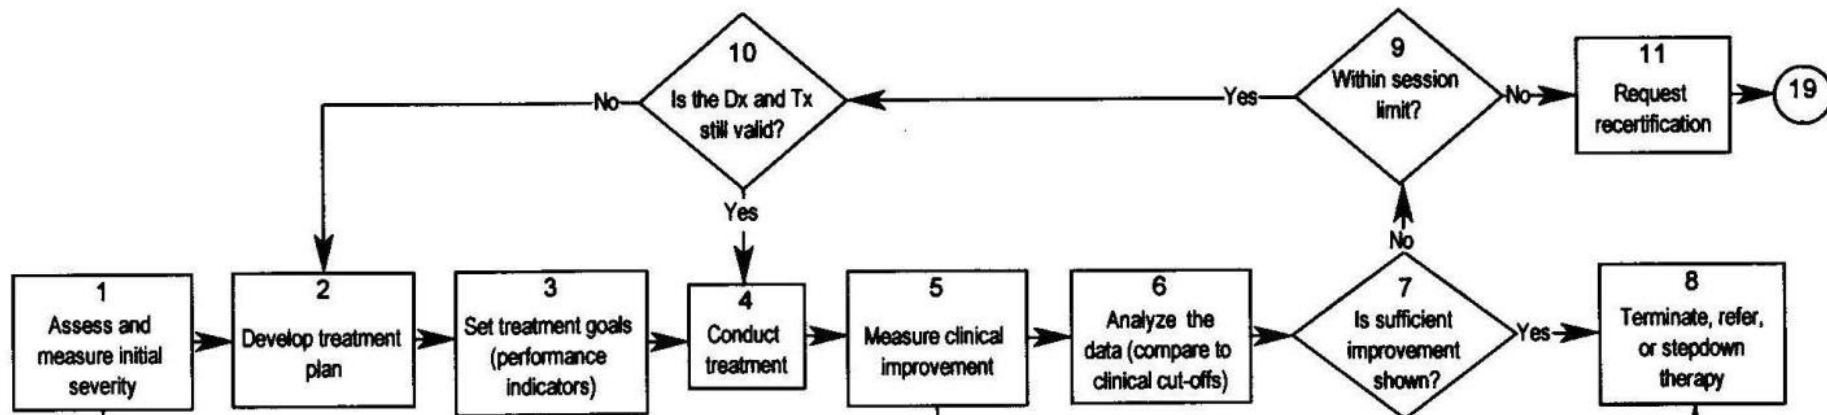 10
Is the Dx and Tx
still valid?
No
Yes
9
Within session
limit?
Yes
No
11
Request
recertification
19
1
Assess and
measure initial
severity
2
Develop treatment
plan
3
Set treatment goals
(performance
indicators)
4
Conduct
treatment
5
Measure clinical
improvement
6
Analyze the
data (compare to
clinical cut-offs)
7
Is sufficient
improvement
shown?
No
Yes
8
Terminate, refer,
or stepdown
therapy